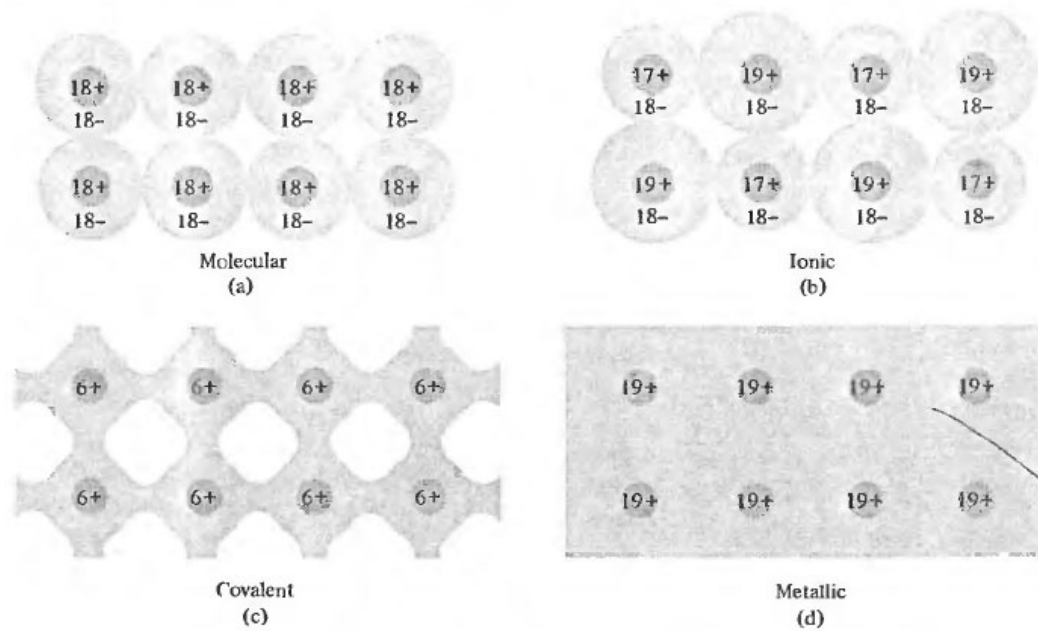 18+ 18+ 18+ 18+
18– 18– 18– 18–
18+ 18+ 18+ 18+
18– 18– 18– 18–
Molecular
(a)
17+ 19+ 17+ 19+
18– 18– 18– 18–
19+ 17+ 19+ 17+
18– 18– 18– 18–
Ionic
(b)
6+ 6+ 6+ 6+
6+ 6+ 6+ 6+
Covalent
(c)
19+ 19+ 19+ 19+
19+ 19+ 19+ 19+
Metallic
(d)